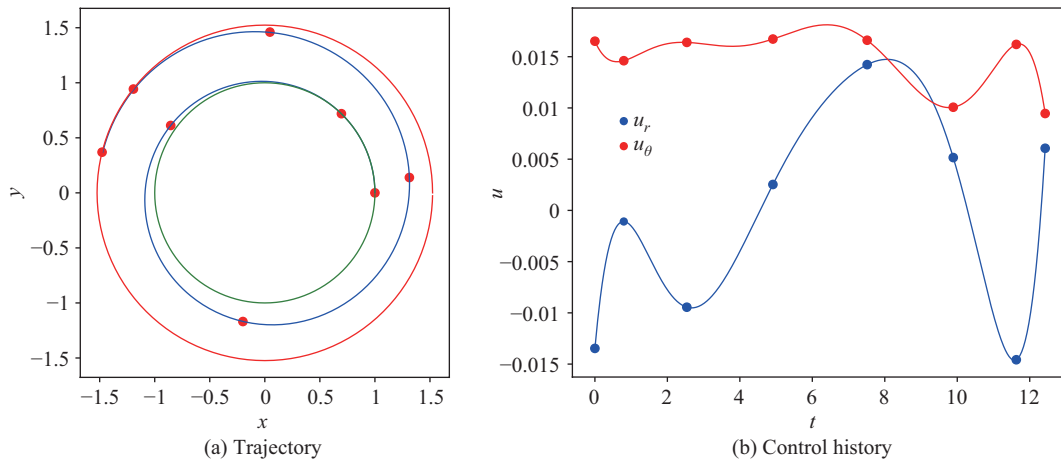 1.5
1
0.5
0
−0.5
−1
−1.5
y
−1.5 −1 −0.5 0 0.5 1 1.5
x
(a) Trajectory
0.015
0.01
0.005
0
−0.005
−0.01
−0.015
u
u_r
u_θ
0 2 4 6 8 10 12
t
(b) Control history